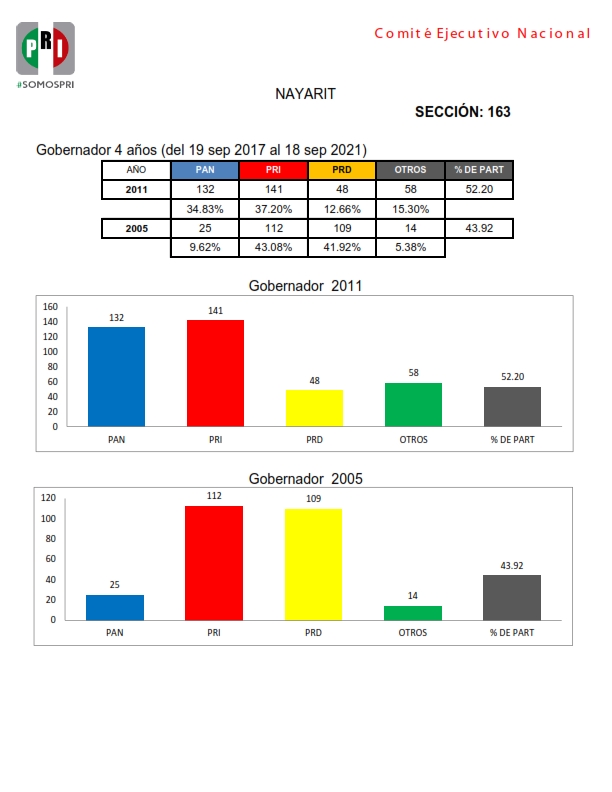 PRI
#SOMOSPRI
Comité Ejecutivo Nacional
NAYARIT
SECCIÓN: 163
Gobernador 4 años (del 19 sep 2017 al 18 sep 2021)
AÑO PAN PRI PRD OTROS % DE PART
2011 132 141 48 58 52.20
34.83% 37.20% 12.66% 15.30%
2005 25 112 109 14 43.92
9.62% 43.08% 41.92% 5.38%
Gobernador 2011
160
140
120
100
80
60
40
20
0
132
141
48
58
52.20
PAN PRI PRD OTROS % DE PART
Gobernador 2005
120
100
80
60
40
20
0
25
112
109
14
43.92
PAN PRI PRD OTROS % DE PART